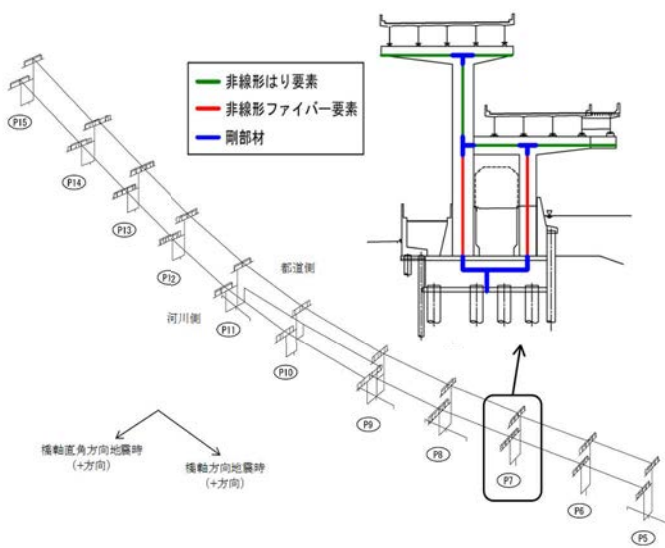 非線形はり要素
非線形ファイバー要素
剛部材
P15
P14
P13
P12
都道側
河川側
P11
P10
P9
P8
P7
P6
P5
橋軸直角方向地震時
(+方向)
橋軸方向地震時
(+方向)